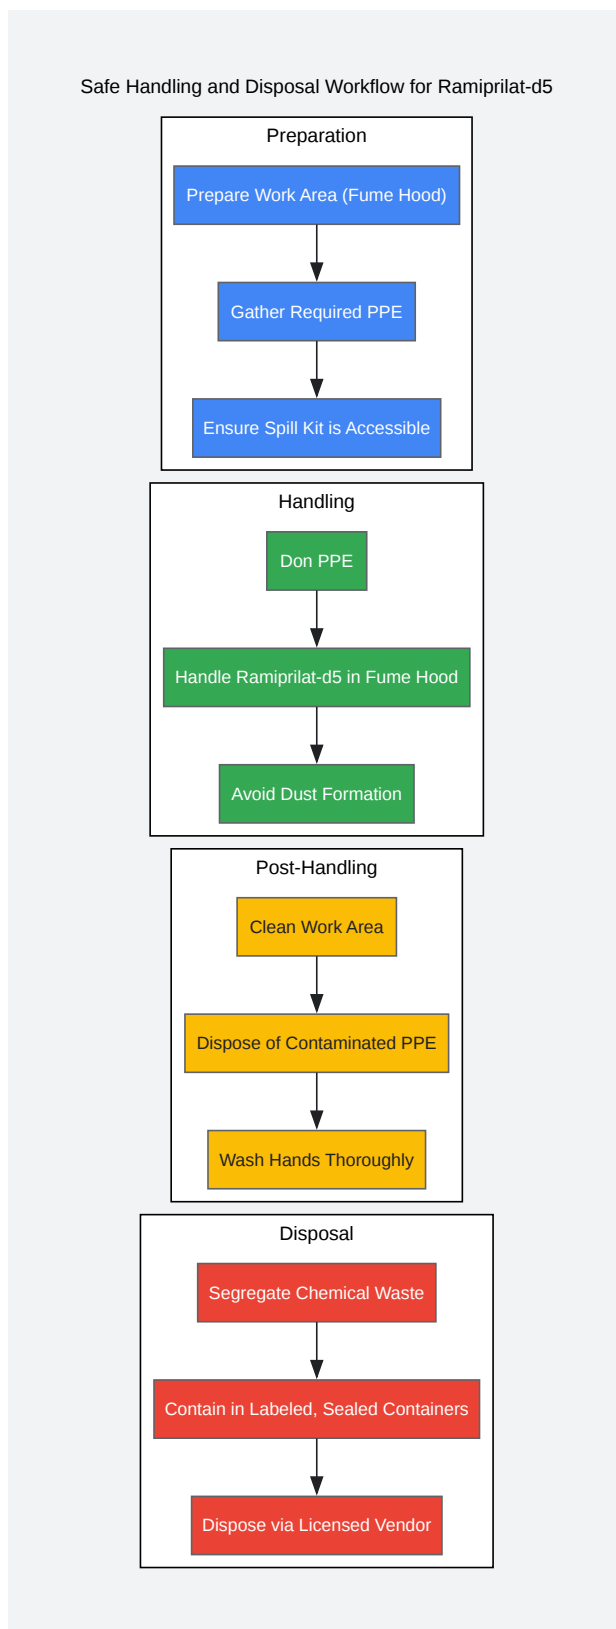 Safe Handling and Disposal Workflow for Ramiprilat-d5
Preparation
Prepare Work Area (Fume Hood)
Gather Required PPE
Ensure Spill Kit is Accessible
Handling
Don PPE
Handle Ramiprilat-d5 in Fume Hood
Avoid Dust Formation
Post-Handling
Clean Work Area
Dispose of Contaminated PPE
Wash Hands Thoroughly
Disposal
Segregate Chemical Waste
Contain in Labeled, Sealed Containers
Dispose via Licensed Vendor